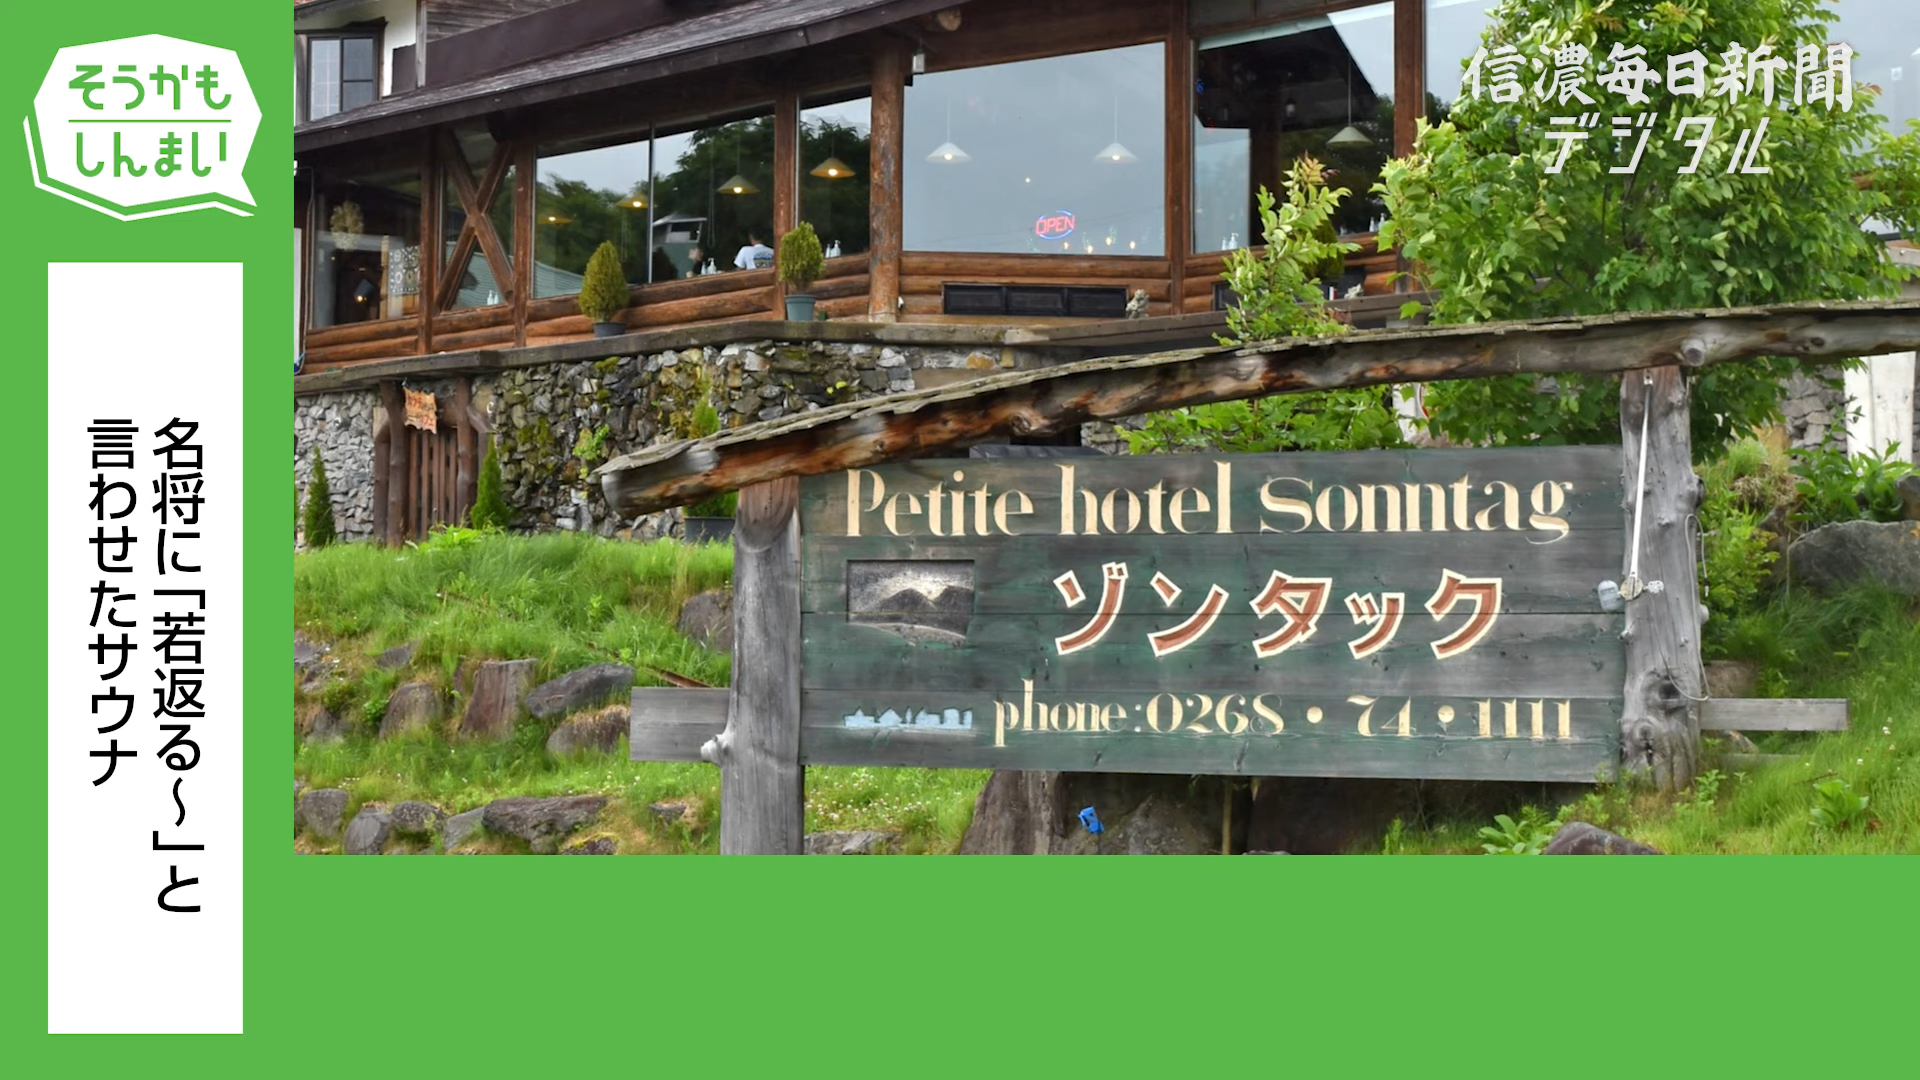 そうかも
しんまい
名将に「若返る~」と
言わせたサウナ
信濃毎日新聞
デジタル
OPEN
Petite hotel Sonntag
ゾンタック
phone:0268・74・1111